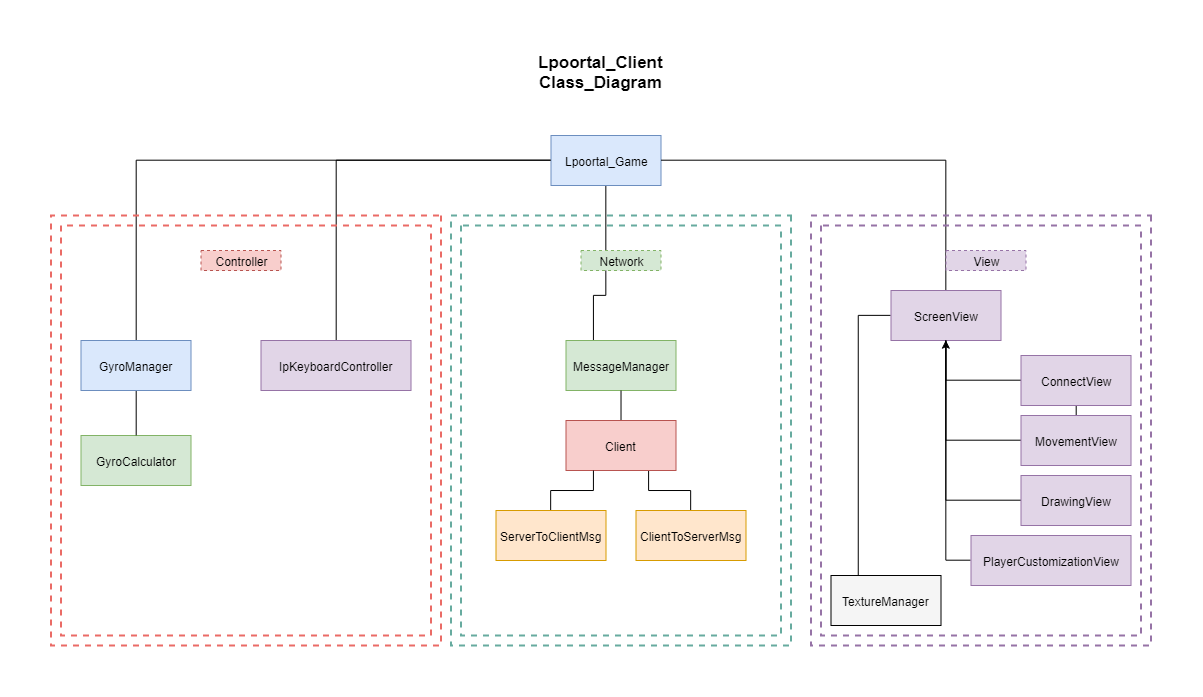 Lpoortal_Client
Class_Diagram
Lpoortal_Game
Controller
Network
View
ScreenView
GyroManager
IpKeyboardController
MessageManager
ConnectView
GyroCalculator
Client
MovementView
DrawingView
ServerToClientMsg
ClientToServerMsg
PlayerCustomizationView
TextureManager